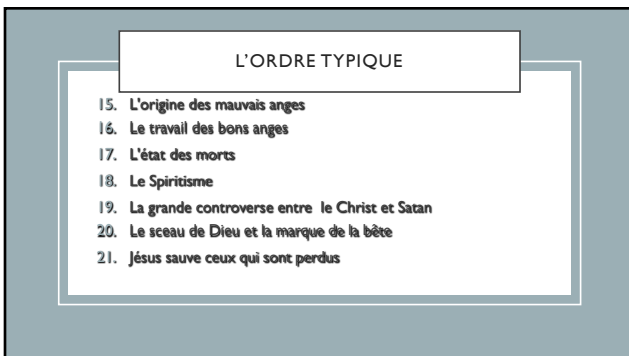 L'ORDRE TYPIQUE
15. L'origine des mauvais anges
16. Le travail des bons anges
17. L'état des morts
18. Le Spiritisme
19. La grande controverse entre le Christ et Satan
20. Le sceau de Dieu et la marque de la bête
21. Jésus sauve ceux qui sont perdus